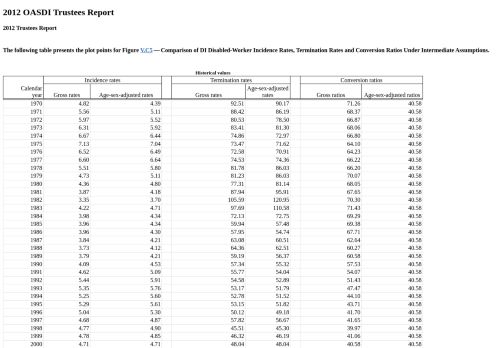 2012 OASDI Trustees Report
2012 Trustees Report
The following table presents the plot points for Figure V.C5 — Comparison of DI Disabled-Worker Incidence Rates, Termination Rates and Conversion Ratios Under Intermediate Assumptions.
Historical values
Calendar year Incidence rates Termination rates Conversion ratios
Gross rates Age-sex-adjusted rates Gross rates Age-sex-adjusted rates Gross ratios Age-sex-adjusted ratios
1970 4.82 4.39 92.51 90.17 71.26 40.58
1971 5.56 5.11 88.42 86.19 68.37 40.58
1972 5.97 5.52 80.53 78.50 66.87 40.58
1973 6.31 5.92 83.41 81.30 68.06 40.58
1974 6.67 6.44 74.86 72.97 66.80 40.58
1975 7.13 7.04 73.47 71.62 64.10 40.58
1976 6.52 6.49 72.58 70.91 64.23 40.58
1977 6.60 6.64 74.53 74.36 66.22 40.58
1978 5.51 5.80 81.78 86.03 66.20 40.58
1979 4.73 5.11 81.23 86.03 70.07 40.58
1980 4.36 4.80 77.31 81.14 68.05 40.58
1981 3.87 4.18 87.94 95.91 67.65 40.58
1982 3.35 3.70 105.59 120.95 70.30 40.58
1983 4.22 4.71 97.69 110.58 71.43 40.58
1984 3.98 4.34 72.13 72.75 69.29 40.58
1985 3.96 4.34 59.94 57.48 69.38 40.58
1986 3.96 4.30 57.95 54.74 67.71 40.58
1987 3.84 4.21 63.08 60.51 62.64 40.58
1988 3.73 4.12 64.36 62.51 60.27 40.58
1989 3.79 4.21 59.19 56.37 60.58 40.58
1990 4.09 4.53 57.34 55.32 57.53 40.58
1991 4.62 5.09 55.77 54.04 54.07 40.58
1992 5.44 5.91 54.58 52.89 51.43 40.58
1993 5.35 5.76 53.17 51.79 47.47 40.58
1994 5.25 5.60 52.78 51.52 44.10 40.58
1995 5.29 5.61 53.15 51.82 43.71 40.58
1996 5.04 5.30 50.12 49.18 41.70 40.58
1997 4.68 4.87 57.82 56.67 41.65 40.58
1998 4.77 4.90 45.51 45.30 39.97 40.58
1999 4.78 4.85 46.32 46.19 41.06 40.58
2000 4.71 4.71 48.04 48.04 40.58 40.58